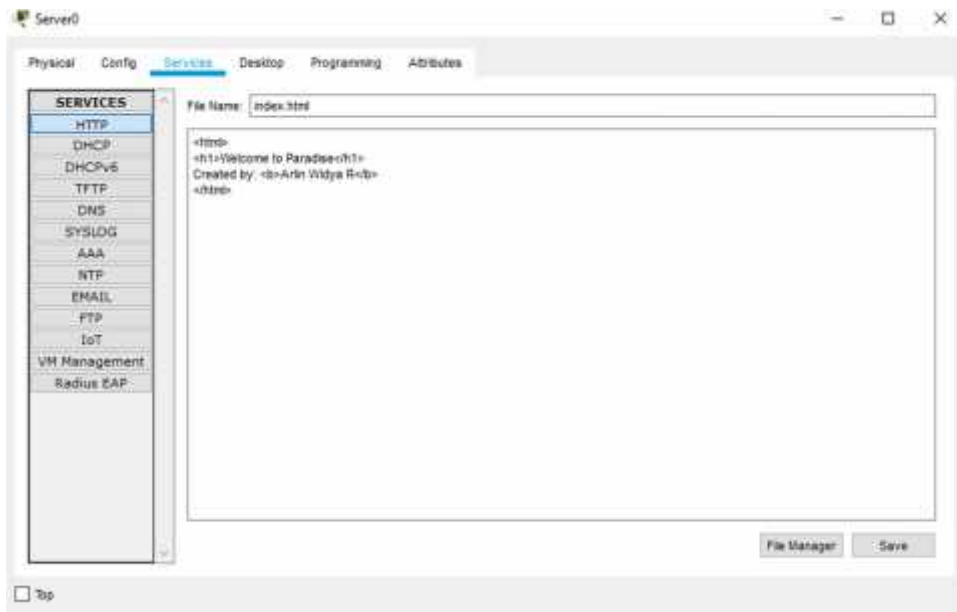 Server0
Physical Config Services Desktop Programming Attributes
SERVICES
HTTP
DHCP
DHCPv6
TFTP
DNS
SYSLOG
AAA
NTP
EMAIL
FTP
IoT
VM Management
Radius EAP
File Name: index.html
<html>
<h1>Welcome to Paradise</h1>
Created by: <b>Arlin Widya R</b>
</html>
File Manager Save
Top